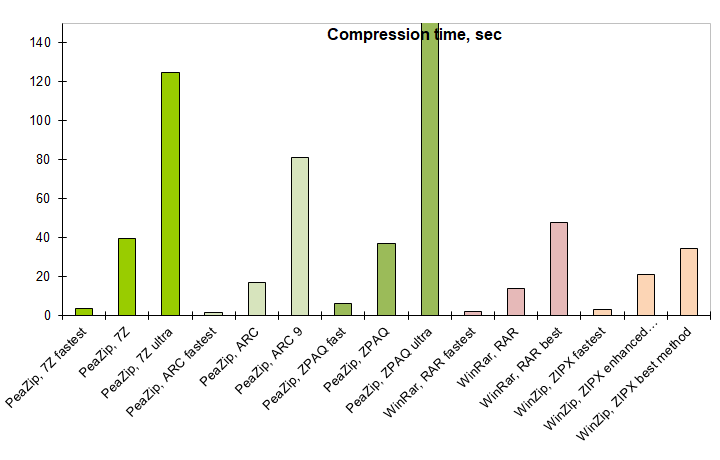 Compression time, sec
140
120
100
80
60
40
20
0
PeaZip, 7Z fastest
PeaZip, 7Z
PeaZip, 7Z ultra
PeaZip, ARC fastest
PeaZip, ARC
PeaZip, ARC 9
PeaZip, ZPAQ fast
PeaZip, ZPAQ
PeaZip, ZPAQ ultra
WinRar, RAR fastest
WinRar, RAR
WinRar, RAR best
WinZip, ZIPX fastest
WinZip, ZIPX enhanced…
WinZip, ZIPX best method